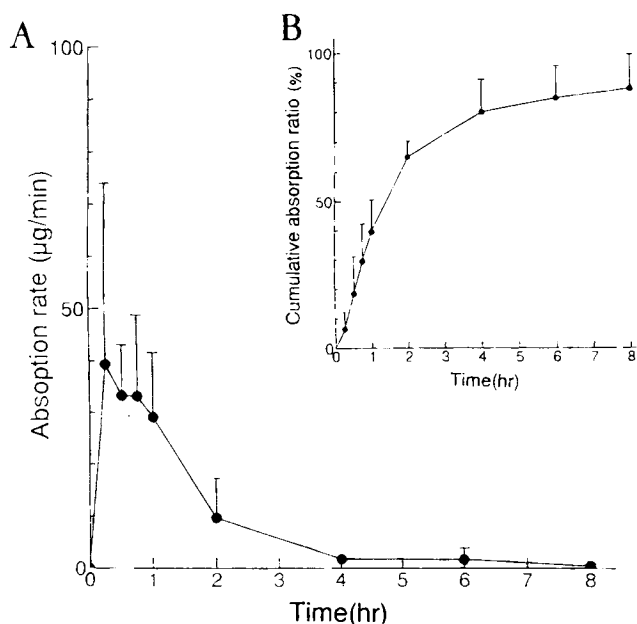 A
100
50
0
Absoption rate (µg/min)
0 1 2 3 4 5 6 7 8
Time(hr)
B
100
50
0
Cumulative absorption ratio (%)
0 1 2 3 4 5 6 7 8
Time(hr)